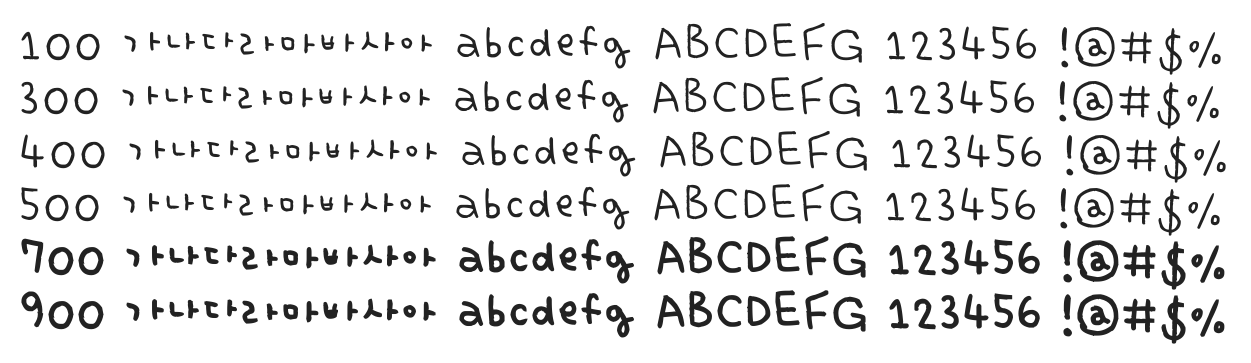 100 가나다라마바사아 abcdefg ABCDEFG 123456 !@#$%
300 가나다라마바사아 abcdefg ABCDEFG 123456 !@#$%
400 가나다라마바사아 abcdefg ABCDEFG 123456 !@#$%
500 가나다라마바사아 abcdefg ABCDEFG 123456 !@#$%
700 가나다라마바사아 abcdefg ABCDEFG 123456 !@#$%
900 가나다라마바사아 abcdefg ABCDEFG 123456 !@#$%